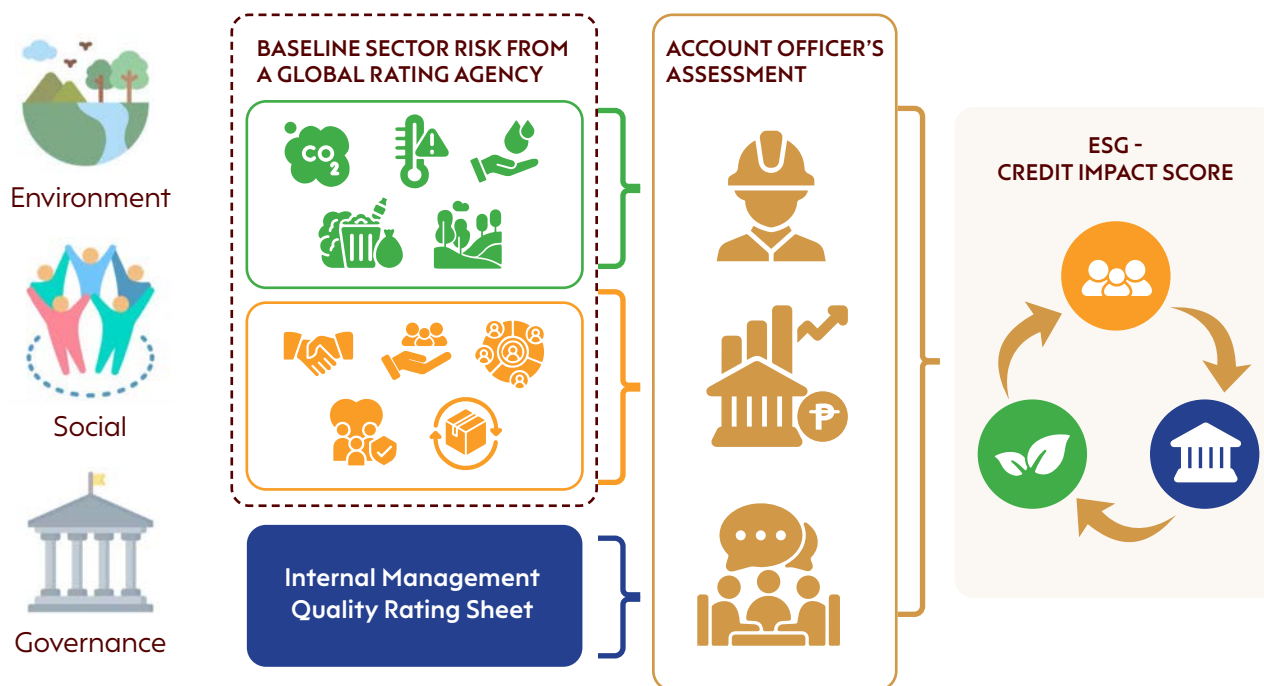 BASELINE SECTOR RISK FROM
A GLOBAL RATING AGENCY
ACCOUNT OFFICER'S
ASSESSMENT
CO2
Environment
ESG -
CREDIT IMPACT SCORE
Social
₱
Internal Management
Quality Rating Sheet
Governance